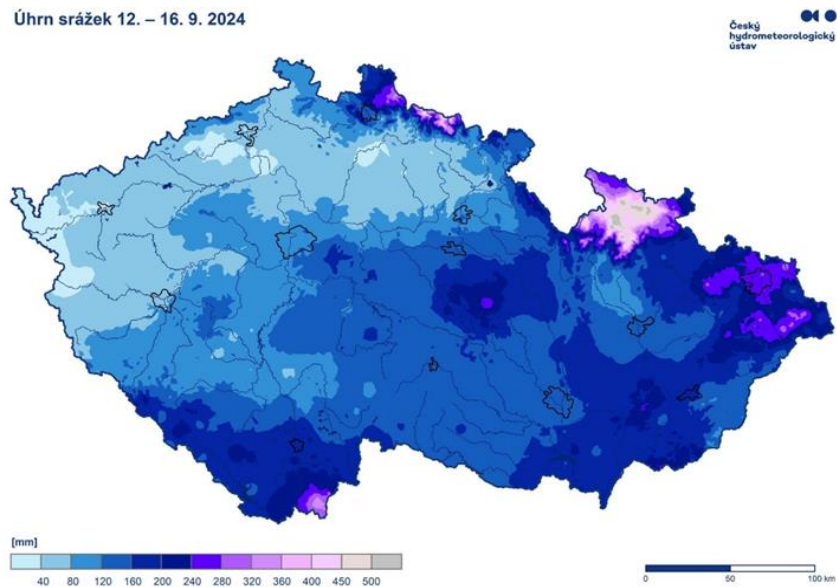 Úhrn srážek 12. – 16. 9. 2024
Český
hydrometeorologický
ústav
[mm]
40 80 120 160 200 240 280 320 360 400 450 500
0 50 100 km